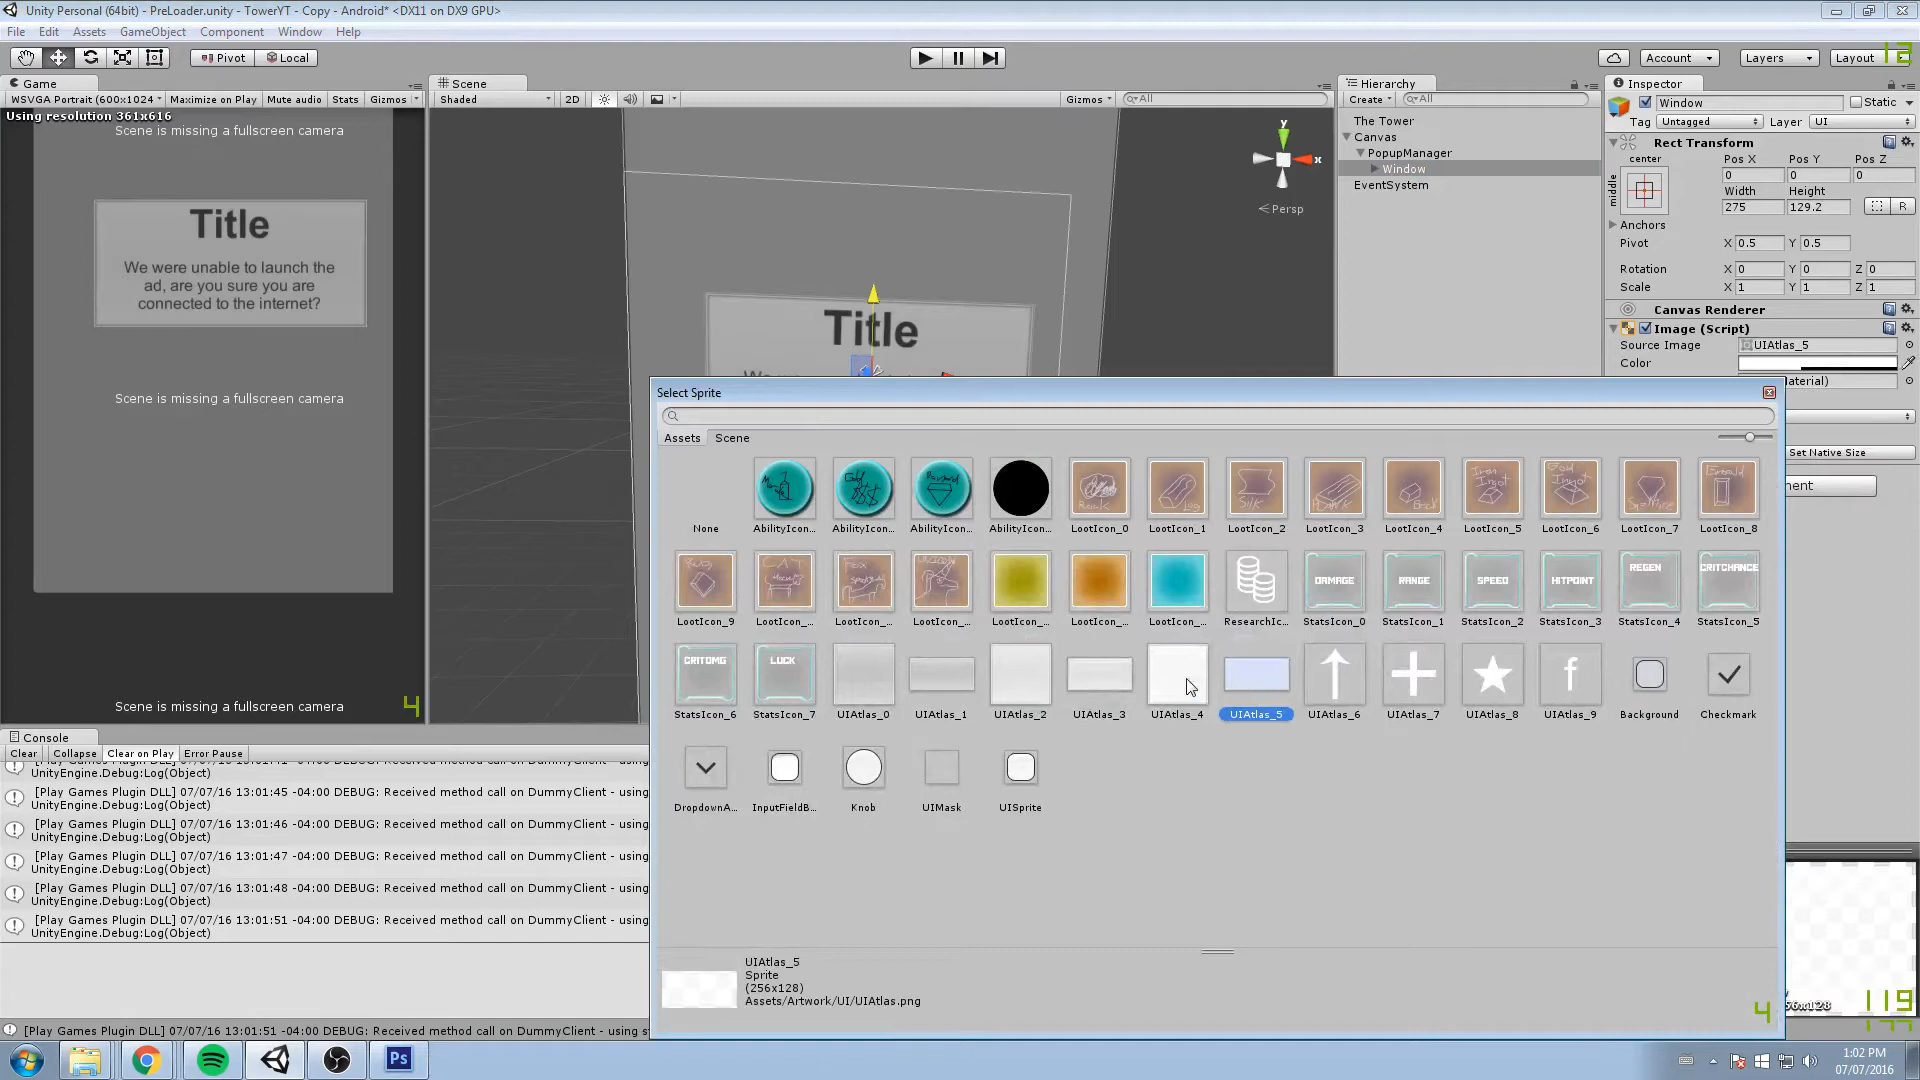 Unity Personal (64bit) - PreLoader.unity - TowerYT - Copy - Android* <DX11 on DX9 GPU>
File Edit Assets GameObject Component Window Help
Pivot Local Account Layers Layout
12
Game
WSVGA Portrait (600x1024 Maximize on Play Mute audio Stats Gizmos
Using resolution 361x616
Scene is missing a fullscreen camera
Title
We were unable to launch the
ad, are you sure you are
connected to the internet?
Scene is missing a fullscreen camera
Scene is missing a fullscreen camera
4
Scene
Shaded 2D Gizmos All
y
x
Persp
Title
Hierarchy
Create All
The Tower
Canvas
PopupManager
Window
EventSystem
Inspector
Window Static
Tag Untagged Layer UI
Rect Transform
center Pos X Pos Y Pos Z
middle 0 0 0
Width Height
275 129.2 R
Anchors
Pivot X 0.5 Y 0.5
Rotation X 0 Y 0 Z 0
Scale X 1 Y 1 Z 1
Canvas Renderer
Image (Script)
Source Image UIAtlas_5
Color
aterial)
Set Native Size
nent
Select Sprite
Assets Scene
None AbilityIcon... AbilityIcon... AbilityIcon... AbilityIcon... LootIcon_0 LootIcon_1 LootIcon_2 LootIcon_3 LootIcon_4 LootIcon_5 LootIcon_6 LootIcon_7 LootIcon_8
DAMAGE RANGE SPEED HITPOINT REGEN CRITCHANCE
LootIcon_9 LootIcon_... LootIcon_... LootIcon_... LootIcon_... LootIcon_... LootIcon_... ResearchIc... StatsIcon_0 StatsIcon_1 StatsIcon_2 StatsIcon_3 StatsIcon_4 StatsIcon_5
CRITDMG LUCK f
StatsIcon_6 StatsIcon_7 UIAtlas_0 UIAtlas_1 UIAtlas_2 UIAtlas_3 UIAtlas_4 UIAtlas_5 UIAtlas_6 UIAtlas_7 UIAtlas_8 UIAtlas_9 Background Checkmark
DropdownA... InputFieldB... Knob UIMask UISprite
UIAtlas_5
Sprite
(256x128)
Assets/Artwork/UI/UIAtlas.png
4
6x128
119
Console
Clear Collapse Clear on Play Error Pause
UnityEngine.Debug:Log(Object)
[Play Games Plugin DLL] 07/07/16 13:01:45 -04:00 DEBUG: Received method call on DummyClient - using
UnityEngine.Debug:Log(Object)
[Play Games Plugin DLL] 07/07/16 13:01:46 -04:00 DEBUG: Received method call on DummyClient - using
UnityEngine.Debug:Log(Object)
[Play Games Plugin DLL] 07/07/16 13:01:47 -04:00 DEBUG: Received method call on DummyClient - using
UnityEngine.Debug:Log(Object)
[Play Games Plugin DLL] 07/07/16 13:01:48 -04:00 DEBUG: Received method call on DummyClient - using
UnityEngine.Debug:Log(Object)
[Play Games Plugin DLL] 07/07/16 13:01:51 -04:00 DEBUG: Received method call on DummyClient - using
UnityEngine.Debug:Log(Object)
[Play Games Plugin DLL] 07/07/16 13:01:51 -04:00 DEBUG: Received method call on DummyClient - using s
Ps
1:02 PM
07/07/2016